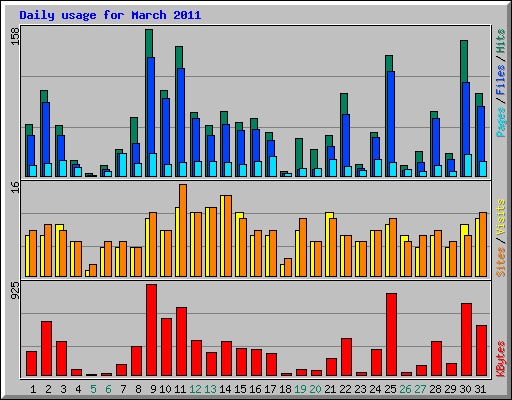 Daily usage for March 2011
158
Pages / Files / Hits
16
Sites / Visits
925
KBytes
1 2 3 4 5 6 7 8 9 10 11 12 13 14 15 16 17 18 19 20 21 22 23 24 25 26 27 28 29 30 31